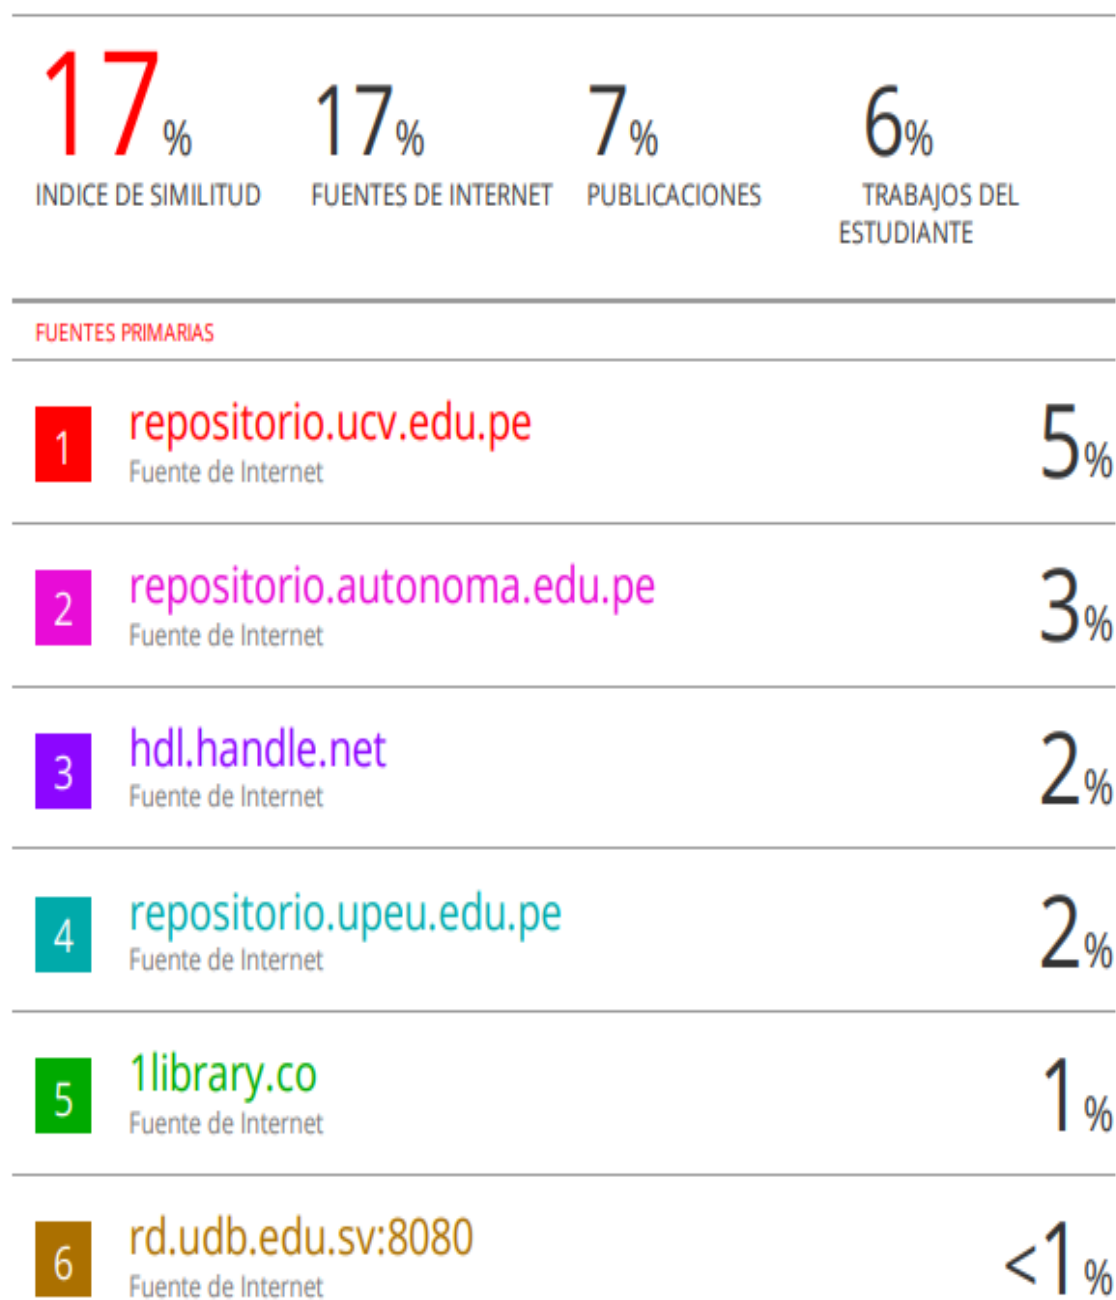 17% 17% 7% 6%
INDICE DE SIMILITUD FUENTES DE INTERNET PUBLICACIONES TRABAJOS DEL
ESTUDIANTE
FUENTES PRIMARIAS
1 repositorio.ucv.edu.pe 5%
Fuente de Internet
2 repositorio.autonoma.edu.pe 3%
Fuente de Internet
3 hdl.handle.net 2%
Fuente de Internet
4 repositorio.upeu.edu.pe 2%
Fuente de Internet
5 1library.co 1%
Fuente de Internet
6 rd.udb.edu.sv:8080 <1%
Fuente de Internet